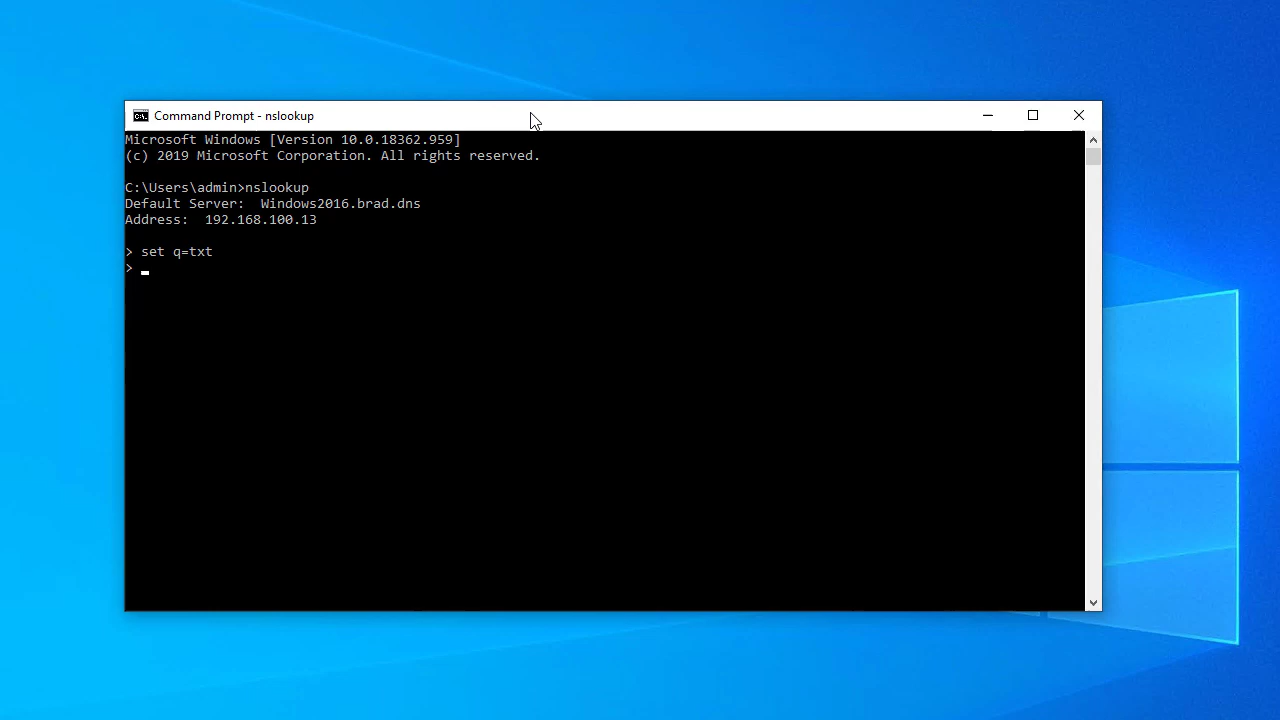 Command Prompt - nslookup
Microsoft Windows [Version 10.0.18362.959]
(c) 2019 Microsoft Corporation. All rights reserved.
C:\Users\admin>nslookup
Default Server:  Windows2016.brad.dns
Address:  192.168.100.13
> set q=txt
>